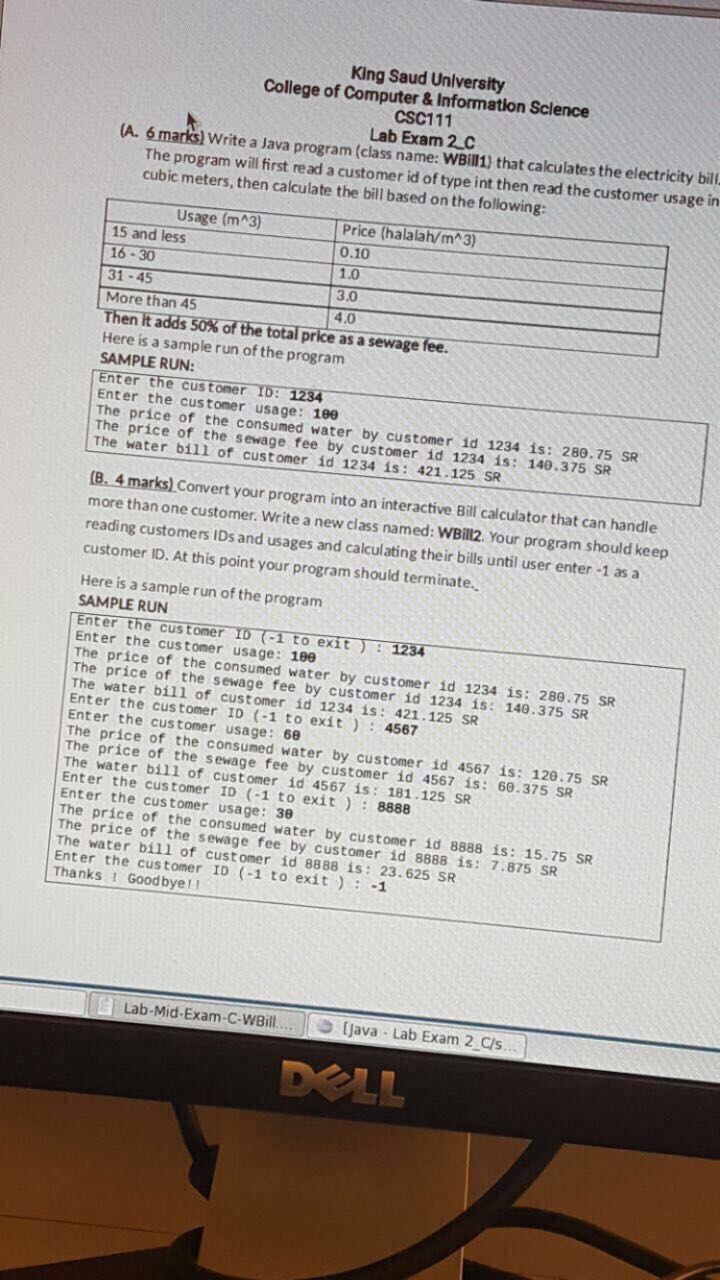 King Saud University
College of Computer & Information Science
CSC111
Lab Exam 2_C
(A. 6 marks) Write a Java program (class name: WBill1) that calculates the electricity bill.
The program will first read a customer id of type int then read the customer usage in
cubic meters, then calculate the bill based on the following:
Usage (m^3) Price (halalah/m^3)
15 and less 0.10
16 - 30 1.0
31 - 45 3.0
More than 45 4.0
Then it adds 50% of the total price as a sewage fee.
Here is a sample run of the program
SAMPLE RUN:
Enter the customer ID: 1234
Enter the customer usage: 100
The price of the consumed water by customer id 1234 is: 280.75 SR
The price of the sewage fee by customer id 1234 is: 140.375 SR
The water bill of customer id 1234 is: 421.125 SR
(B. 4 marks) Convert your program into an interactive Bill calculator that can handle
more than one customer. Write a new class named: WBill2. Your program should keep
reading customers IDs and usages and calculating their bills until user enter -1 as a
customer ID. At this point your program should terminate..
Here is a sample run of the program
SAMPLE RUN
Enter the customer ID (-1 to exit ) : 1234
Enter the customer usage: 100
The price of the consumed water by customer id 1234 is: 280.75 SR
The price of the sewage fee by customer id 1234 is: 140.375 SR
The water bill of customer id 1234 is: 421.125 SR
Enter the customer ID (-1 to exit ) : 4567
Enter the customer usage: 60
The price of the consumed water by customer id 4567 is: 120.75 SR
The price of the sewage fee by customer id 4567 is: 60.375 SR
The water bill of customer id 4567 is: 181.125 SR
Enter the customer ID (-1 to exit ) : 8888
Enter the customer usage: 30
The price of the consumed water by customer id 8888 is: 15.75 SR
The price of the sewage fee by customer id 8888 is: 7.875 SR
The water bill of customer id 8888 is: 23.625 SR
Enter the customer ID (-1 to exit ) : -1
Thanks ! Goodbye!!
Lab-Mid-Exam-C-WBill.... [Java - Lab Exam 2_C/s...
DELL